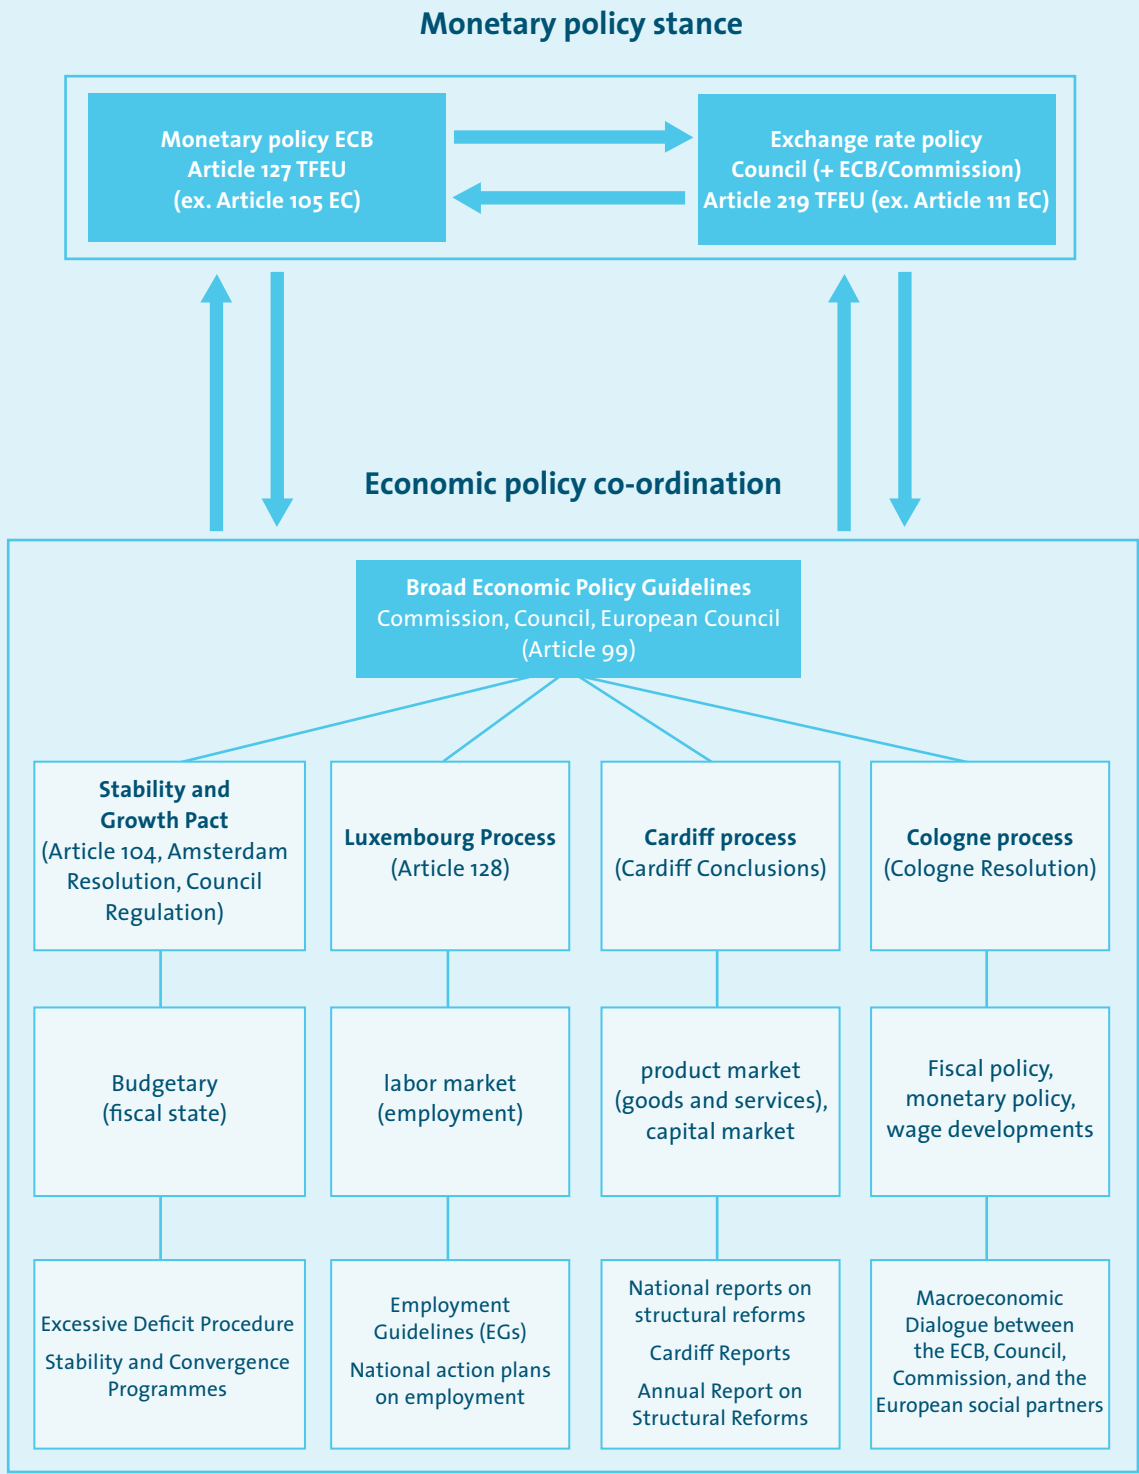 Monetary policy stance
Monetary policy ECB
Article 127 TFEU
(ex. Article 105 EC)
Exchange rate policy
Council (+ ECB/Commission)
Article 219 TFEU (ex. Article 111 EC)
Economic policy co-ordination
Broad Economic Policy Guidelines
Commission, Council, European Council
(Article 99)
Stability and
Growth Pact
(Article 104, Amsterdam
Resolution, Council
Regulation)
Luxembourg Process
(Article 128)
Cardiff process
(Cardiff Conclusions)
Cologne process
(Cologne Resolution)
Budgetary
(fiscal state)
labor market
(employment)
product market
(goods and services),
capital market
Fiscal policy,
monetary policy,
wage developments
Excessive Deficit Procedure
Stability and Convergence
Programmes
Employment
Guidelines (EGs)
National action plans
on employment
National reports on
structural reforms
Cardiff Reports
Annual Report on
Structural Reforms
Macroeconomic
Dialogue between
the ECB, Council,
Commission, and the
European social partners